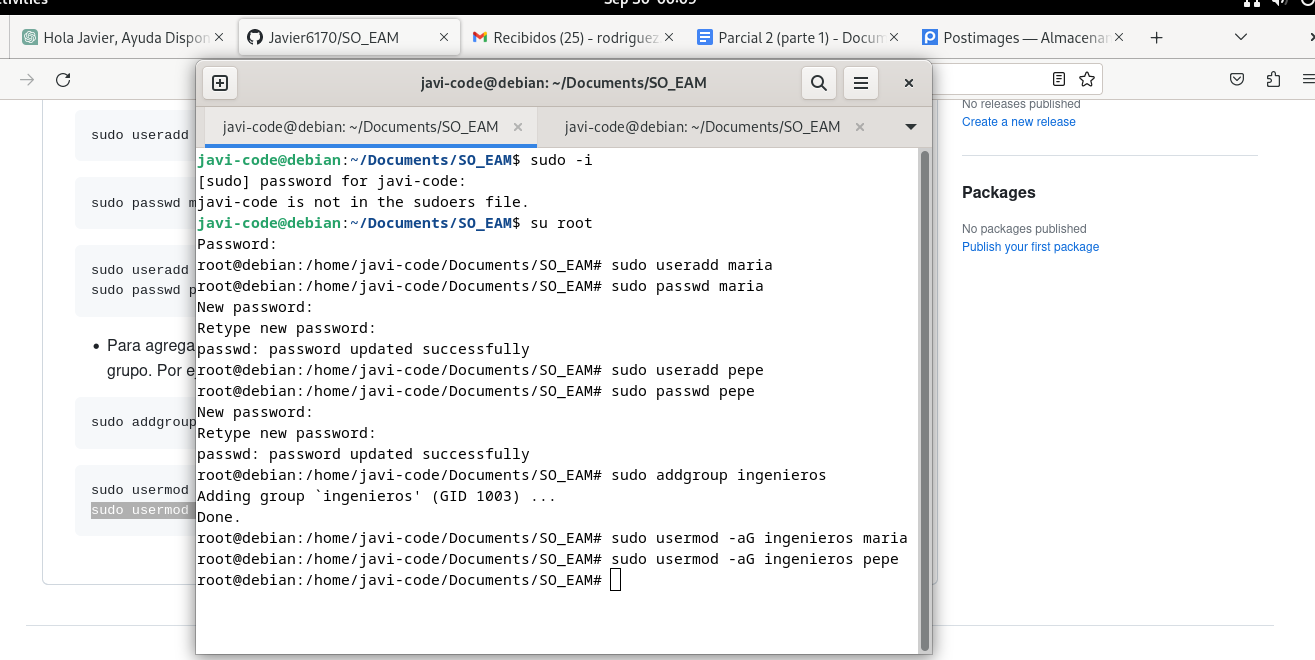 Hola Javier, Ayuda Dispon
Javier6170/SO_EAM
Recibidos (25) - rodriguez
Parcial 2 (parte 1) - Docum
Postimages — Almacenan
javi-code@debian: ~/Documents/SO_EAM
javi-code@debian: ~/Documents/SO_EAM
javi-code@debian: ~/Documents/SO_EAM
javi-code@debian:~/Documents/SO_EAM$ sudo -i
[sudo] password for javi-code:
javi-code is not in the sudoers file.
javi-code@debian:~/Documents/SO_EAM$ su root
Password:
root@debian:/home/javi-code/Documents/SO_EAM# sudo useradd maria
root@debian:/home/javi-code/Documents/SO_EAM# sudo passwd maria
New password:
Retype new password:
passwd: password updated successfully
root@debian:/home/javi-code/Documents/SO_EAM# sudo useradd pepe
root@debian:/home/javi-code/Documents/SO_EAM# sudo passwd pepe
New password:
Retype new password:
passwd: password updated successfully
root@debian:/home/javi-code/Documents/SO_EAM# sudo addgroup ingenieros
Adding group `ingenieros' (GID 1003) ...
Done.
root@debian:/home/javi-code/Documents/SO_EAM# sudo usermod -aG ingenieros maria
root@debian:/home/javi-code/Documents/SO_EAM# sudo usermod -aG ingenieros pepe
root@debian:/home/javi-code/Documents/SO_EAM#
sudo useradd
sudo passwd m
sudo useradd
sudo passwd p
• Para agrega
grupo. Por ej
sudo addgroup
sudo usermod
sudo usermod
No releases published
Create a new release
Packages
No packages published
Publish your first package